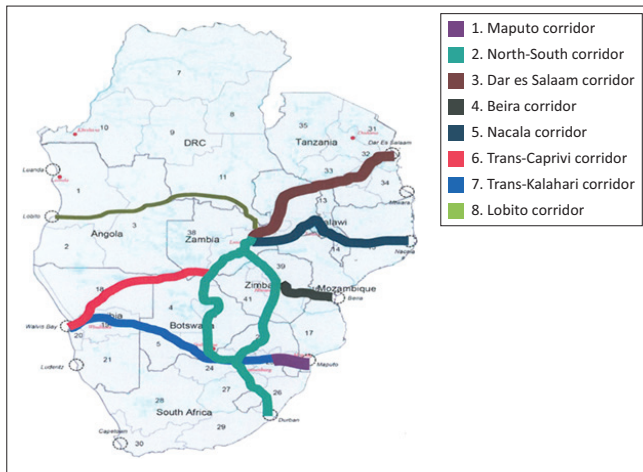 1. Maputo corridor
2. North-South corridor
3. Dar es Salaam corridor
4. Beira corridor
5. Nacala corridor
6. Trans-Caprivi corridor
7. Trans-Kalahari corridor
8. Lobito corridor
7
10
8
9
DRC
35
31
Tanzania
32
Dar Es Salaam
33
34
Luanda
11
1
13
Lobito
3
38
Zambia
alawi
Angola
14
2
Nacala
39
18
Zimba
Mozambique
4
41
Beira
Walvis Bay
20
Botswana
17
5
21
24
Maputo
Luderitz
27
28
26
South Africa
Durban
29
Capetown
30